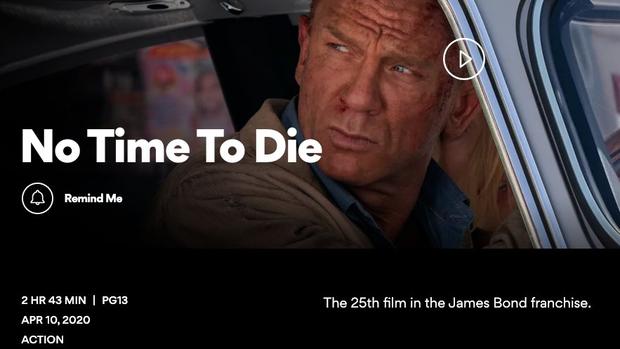 No Time To Die
Remind Me
2 HR 43 MIN | PG13
The 25th film in the James Bond franchise.
APR 10, 2020
ACTION